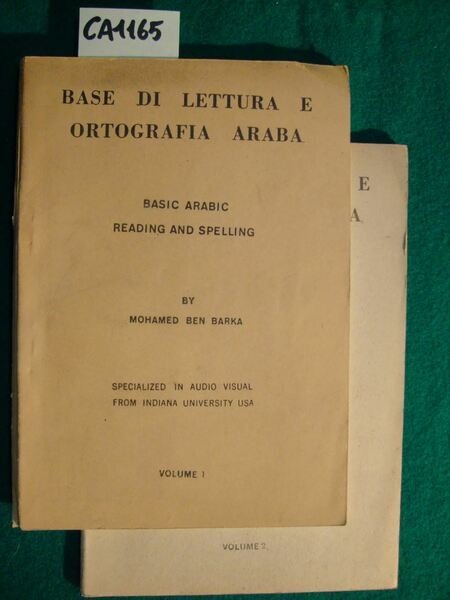 CA1165
BASE DI LETTURA E
ORTOGRAFIA ARABA
BASIC ARABIC
READING AND SPELLING
BY
MOHAMED BEN BARKA
SPECIALIZED IN AUDIO VISUAL
FROM INDIANA UNIVERSITY USA
VOLUME 1
E
A
VOLUME 2